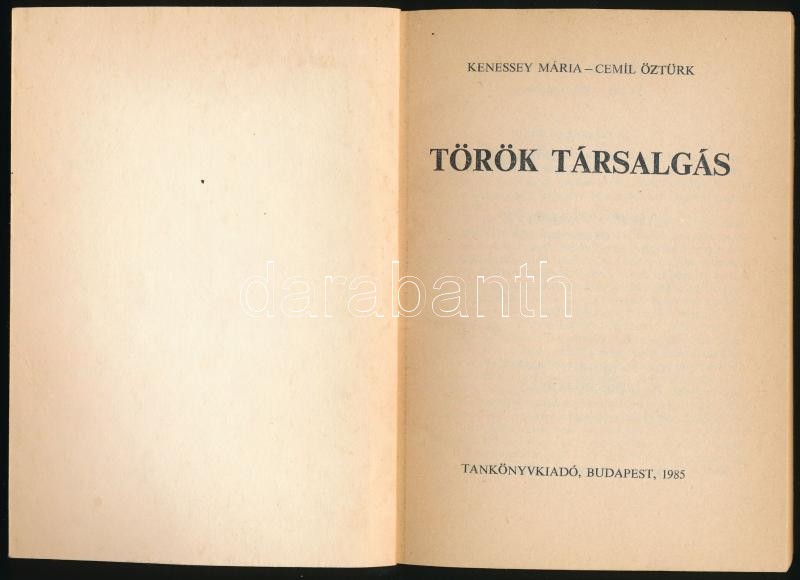 KENESSEY MÁRIA – CEMİL ÖZTÜRK
TÖRÖK TÁRSALGÁS
darabanth
TANKÖNYVKIADÓ, BUDAPEST, 1985